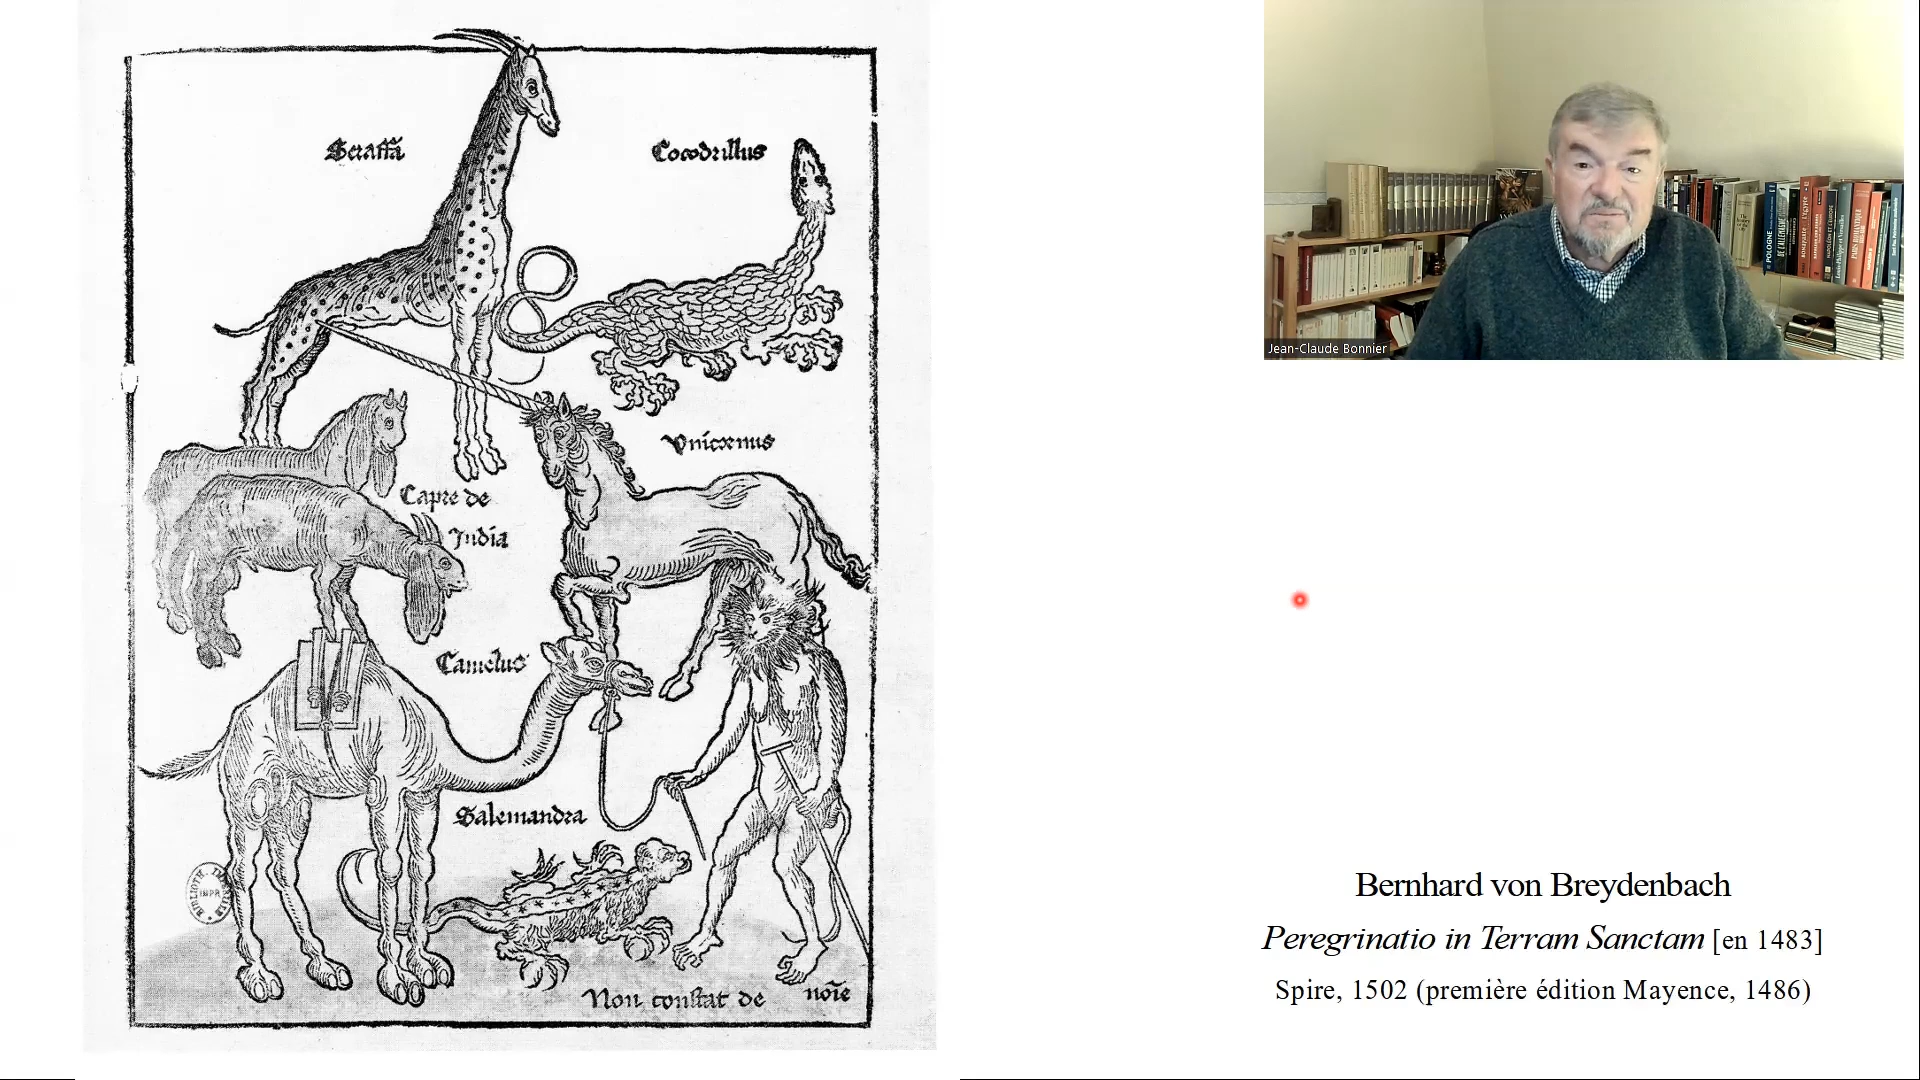 Seraffa
Cocodrillus
Vnicornus
Capre de
India
Camelus
Salemandra
Non constat de noie
Jean-Claude Bonnier
POLOGNE
Bernhard von Breydenbach
Peregrinatio in Terram Sanctam [en 1483]
Spire, 1502 (première édition Mayence, 1486)